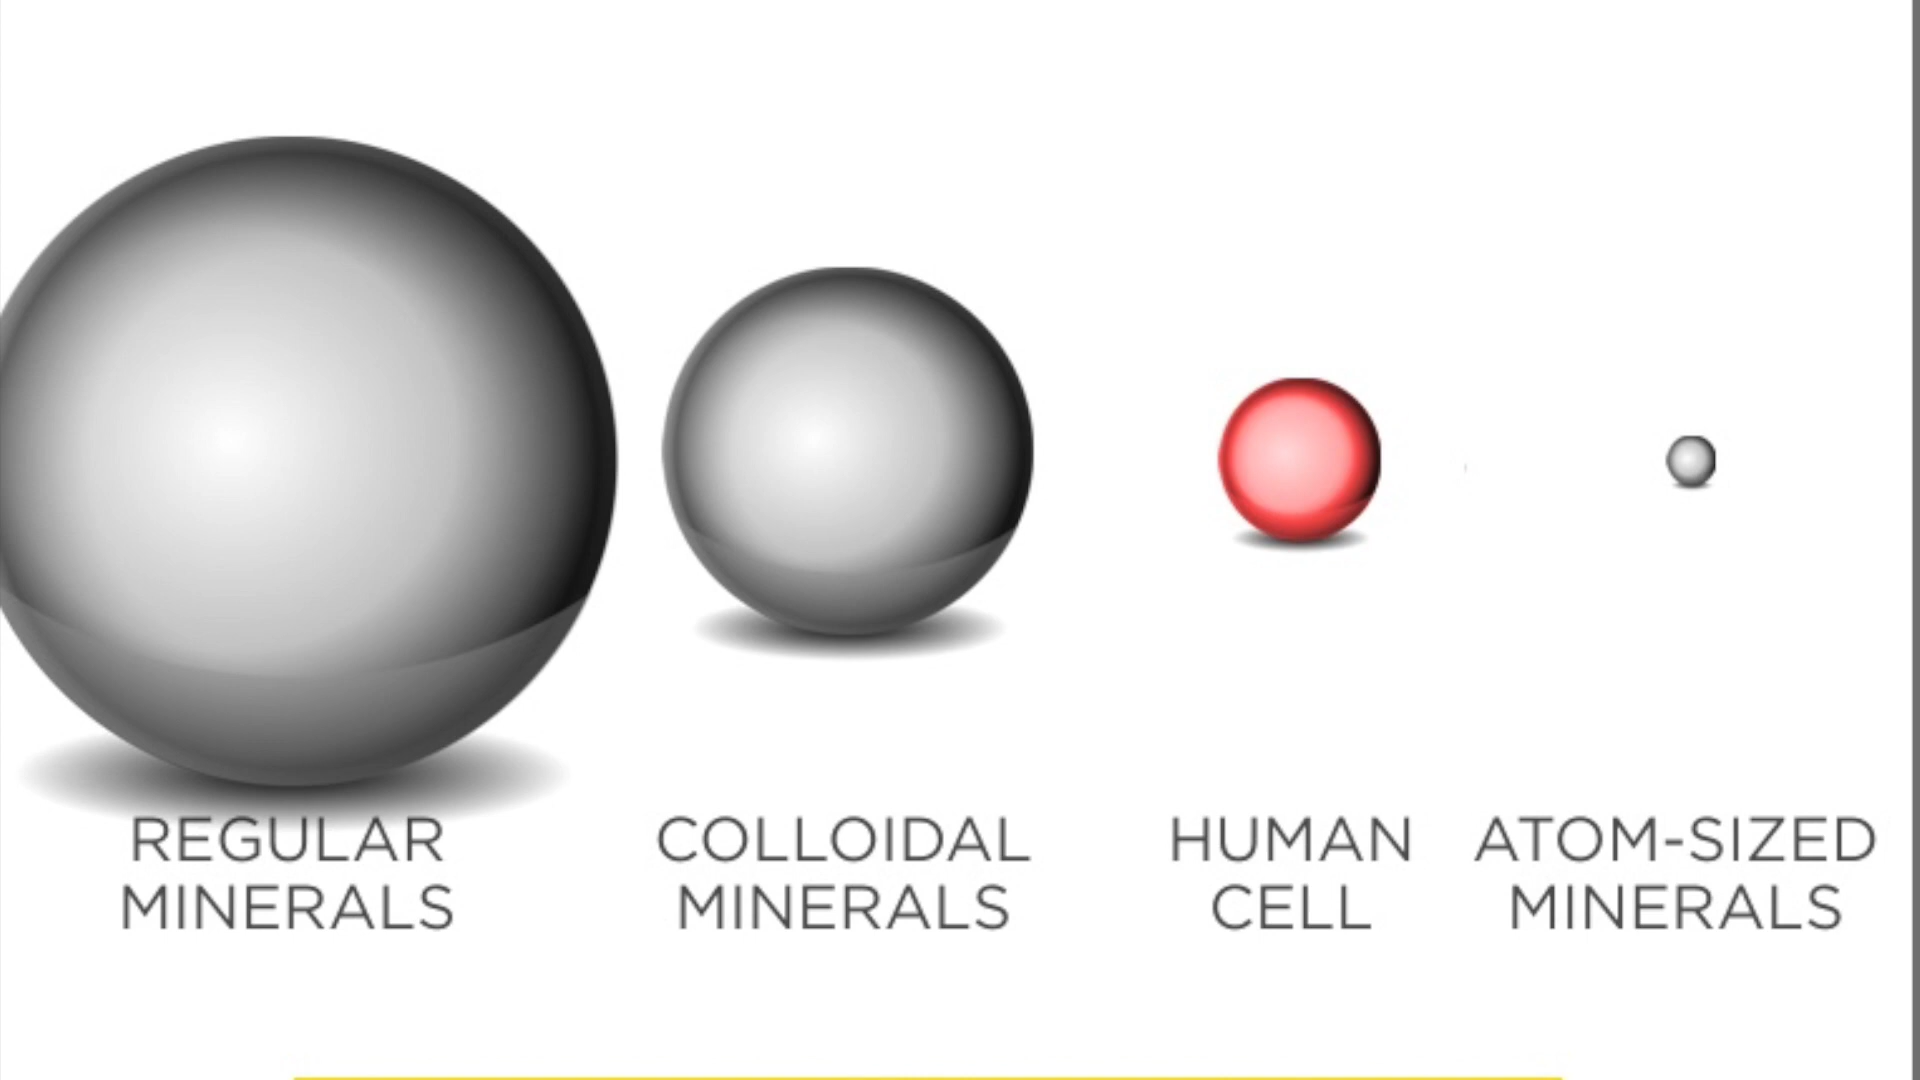 REGULAR
MINERALS
COLLOIDAL
MINERALS
HUMAN
CELL
ATOM-SIZED
MINERALS